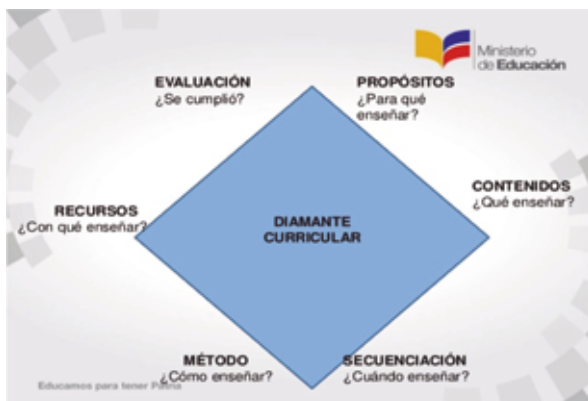 Ministerio
de Educación
EVALUACIÓN
¿Se cumplió?
PROPÓSITOS
¿Para qué
enseñar?
CONTENIDOS
¿Qué enseñar?
RECURSOS
¿Con qué enseñar?
DIAMANTE
CURRICULAR
MÉTODO
¿Cómo enseñar?
SECUENCIACIÓN
¿Cuándo enseñar?
Educamos para tener Patria